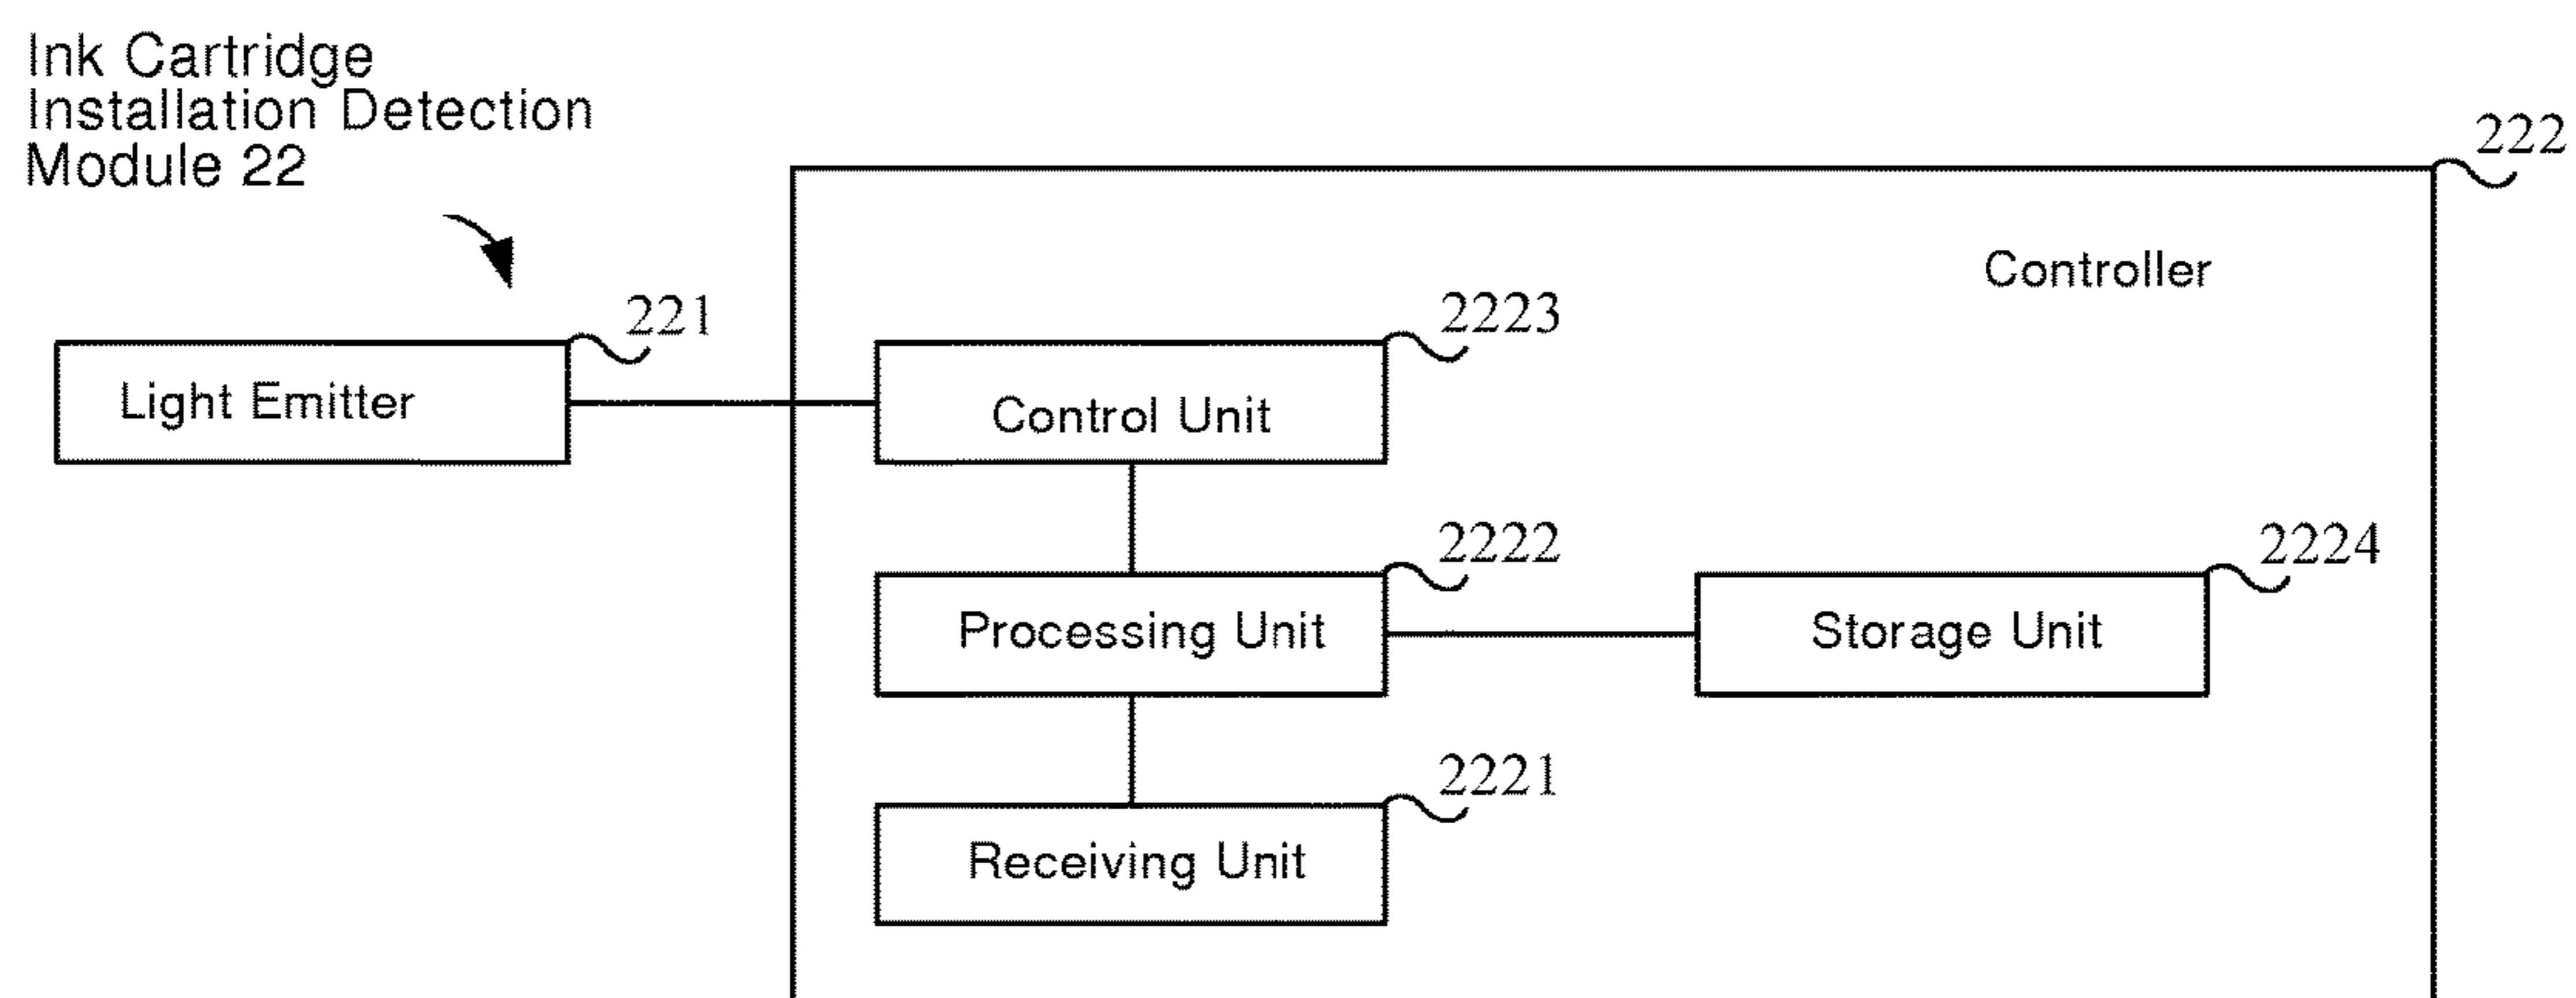 Ink Cartridge
Installation Detection
Module 22
222
Controller
221
2223
Light Emitter
Control Unit
2222
2224
Processing Unit
Storage Unit
2221
Receiving Unit